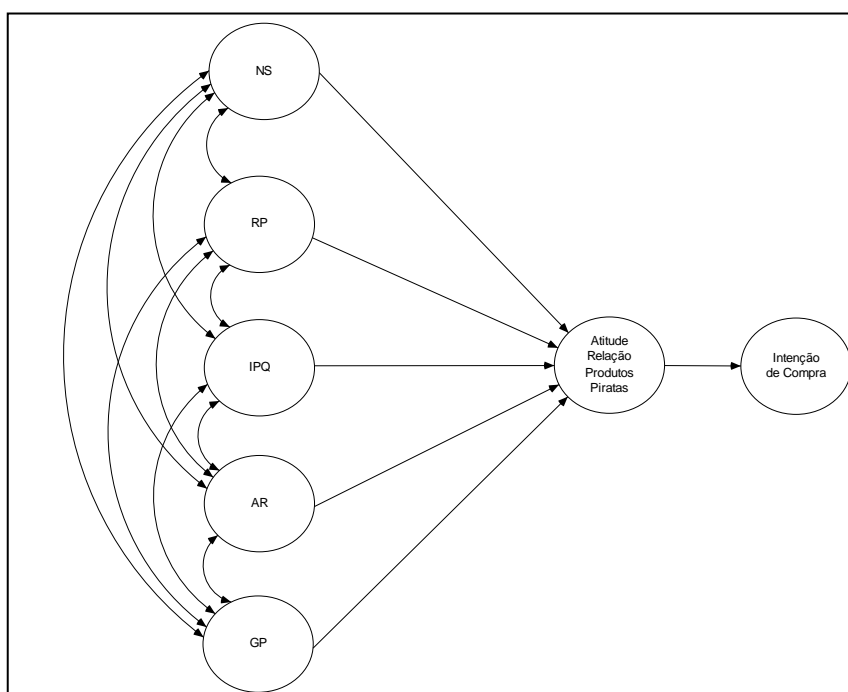 NS
RP
IPQ
AR
GP
Atitude
Relação
Produtos
Piratas
Intenção
de Compra